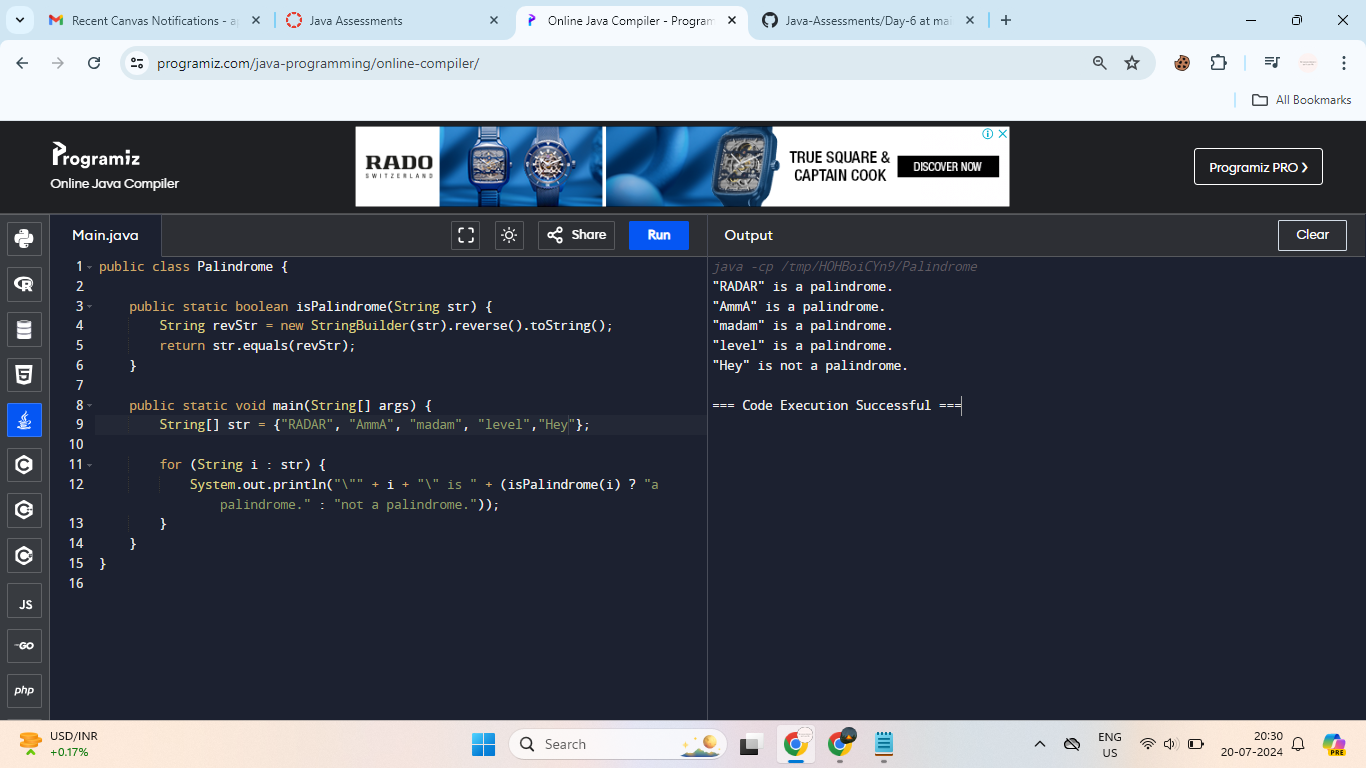 Recent Canvas Notifications - a
Java Assessments
Online Java Compiler - Program
Java-Assessments/Day-6 at ma
programiz.com/java-programming/online-compiler/
All Bookmarks
Programiz
Online Java Compiler
RADO
SWITZERLAND
TRUE SQUARE &
CAPTAIN COOK
DISCOVER NOW
Programiz PRO
Main.java
Share
Run
Output
Clear
1 public class Palindrome {
2
3 public static boolean isPalindrome(String str) {
4 String revStr = new StringBuilder(str).reverse().toString();
5 return str.equals(revStr);
6 }
7
8 public static void main(String[] args) {
9 String[] str = {"RADAR", "AmmA", "madam", "level","Hey"};
10
11 for (String i : str) {
12 System.out.println("\"" + i + "\" is " + (isPalindrome(i) ? "a
palindrome." : "not a palindrome."));
13 }
14 }
15 }
16
java -cp /tmp/HOHBoiCYn9/Palindrome
"RADAR" is a palindrome.
"AmmA" is a palindrome.
"madam" is a palindrome.
"level" is a palindrome.
"Hey" is not a palindrome.
=== Code Execution Successful ===
JS
GO
php
USD/INR
+0.17%
Search
ENG
US
20:30
20-07-2024
PRE